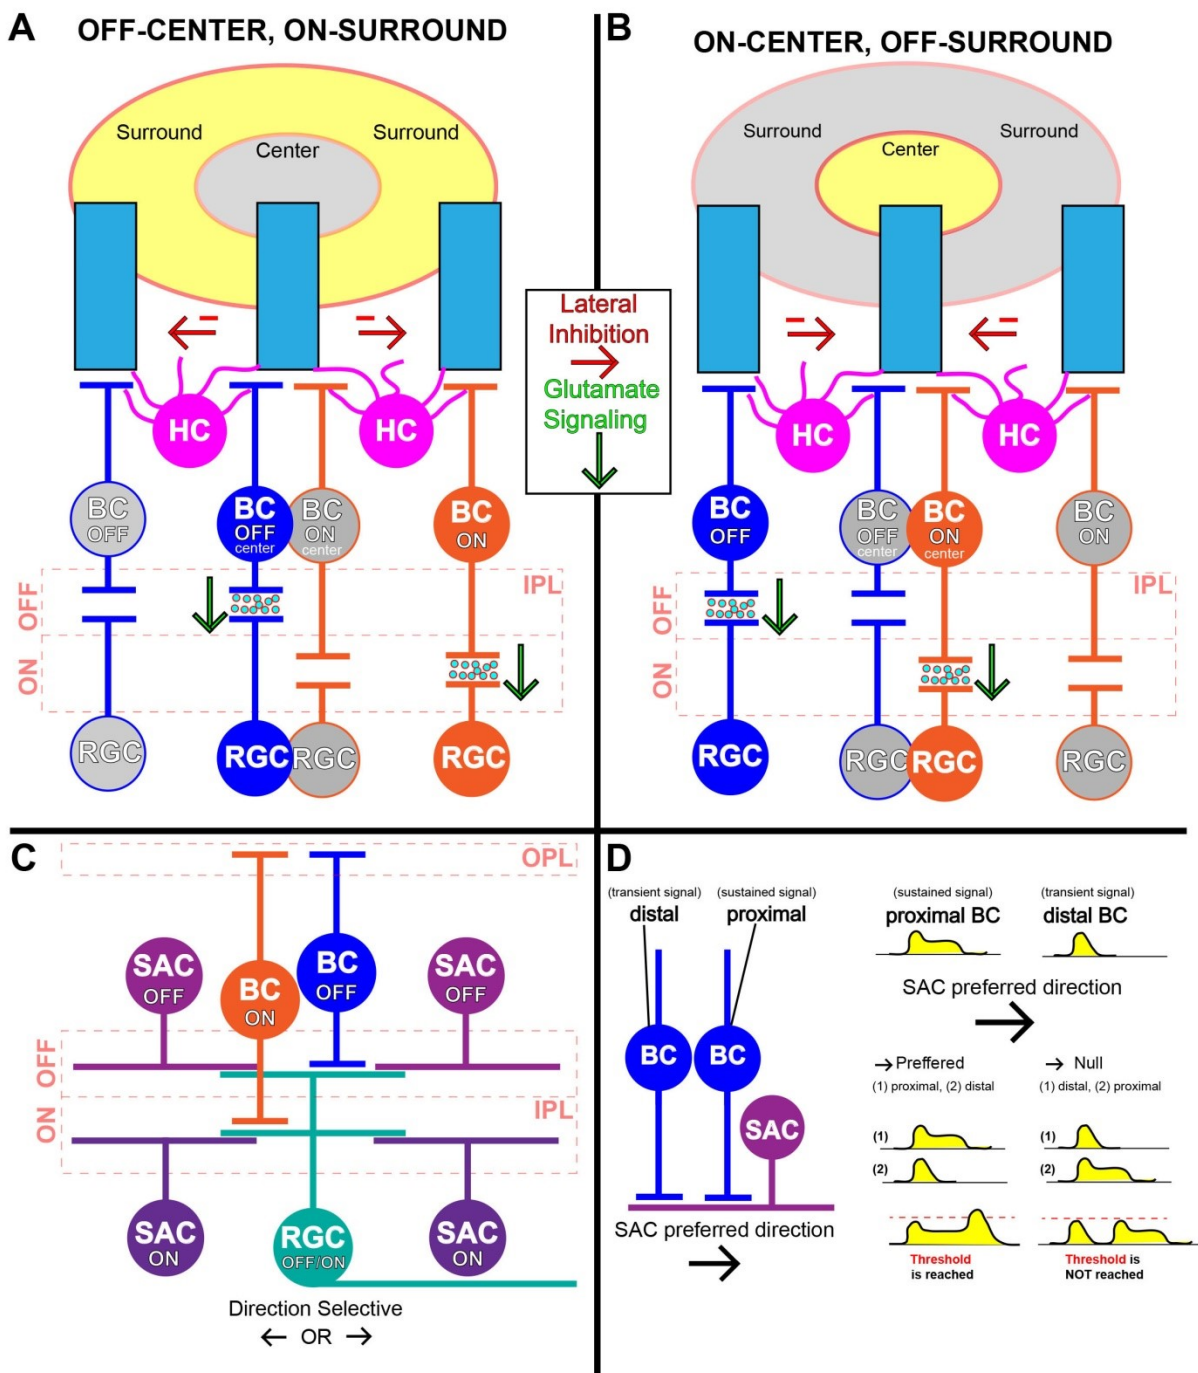 A
OFF-CENTER, ON-SURROUND
Surround
Surround
Center
HC
HC
BC
OFF
BC
OFF
center
BC
ON
center
BC
ON
OFF
IPL
ON
RGC
RGC
RGC
RGC
Lateral
Inhibition
Glutamate
Signaling
B
ON-CENTER, OFF-SURROUND
Surround
Surround
Center
HC
HC
BC
OFF
BC
OFF
center
BC
ON
center
BC
ON
OFF
IPL
ON
RGC
RGC
RGC
RGC
C
OPL
SAC
OFF
BC
ON
BC
OFF
SAC
OFF
OFF
ON
IPL
SAC
ON
RGC
OFF/ON
SAC
ON
Direction Selective
← OR →
D
(transient signal)
distal
(sustained signal)
proximal
BC
BC
SAC
SAC preferred direction
(sustained signal)
proximal BC
(transient signal)
distal BC
SAC preferred direction
→ Preffered
(1) proximal, (2) distal
(1)
(2)
Threshold
is reached
→ Null
(1) distal, (2) proximal
(1)
(2)
Threshold is
NOT reached